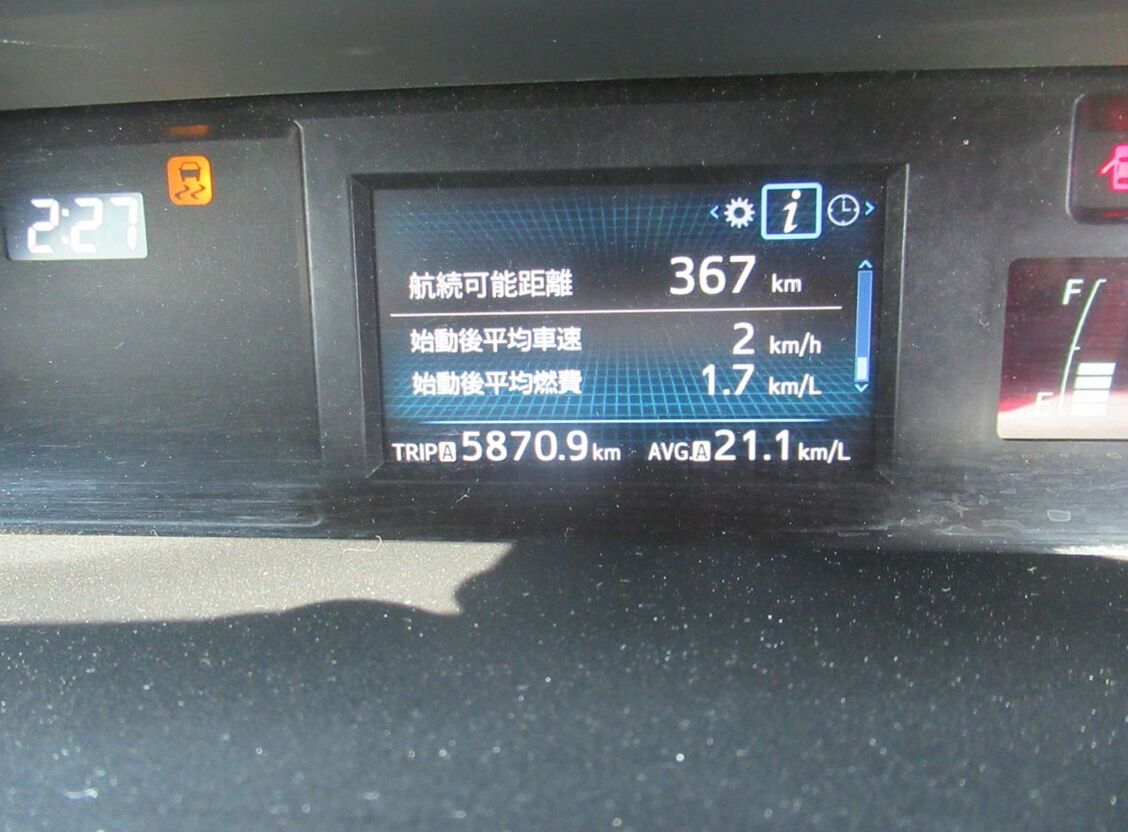 2:27
航続可能距離 367 km
始動後平均車速 2 km/h
始動後平均燃費 1.7 km/L
TRIP A 5870.9 km AVG. A 21.1 km/L
F
E